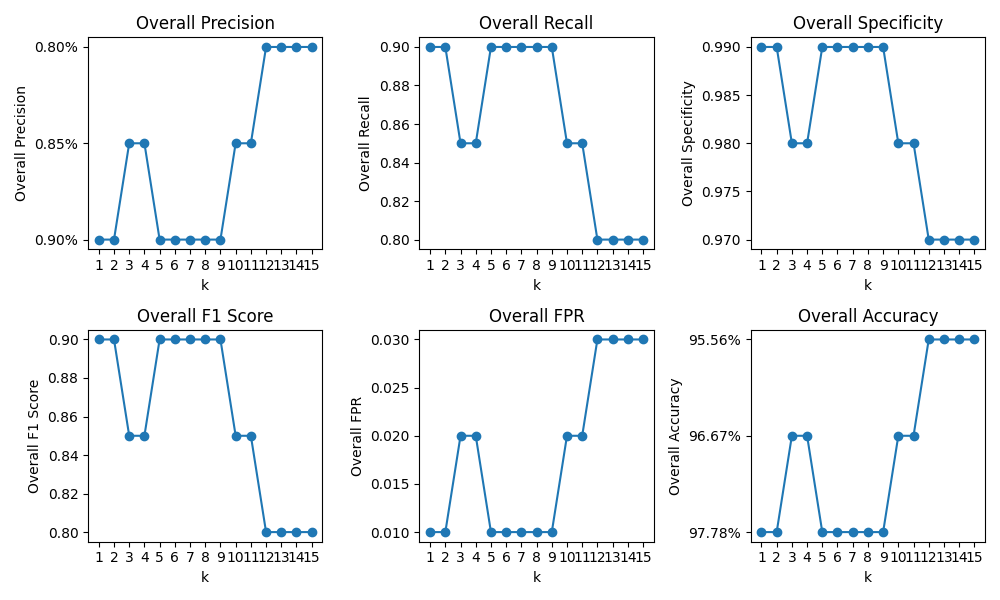 Overall Precision
Overall Precision
0.80%
0.85%
0.90%
1 2 3 4 5 6 7 8 9 10 11 12 13 14 15
k
Overall Recall
Overall Recall
0.90
0.88
0.86
0.84
0.82
0.80
1 2 3 4 5 6 7 8 9 10 11 12 13 14 15
k
Overall Specificity
Overall Specificity
0.990
0.985
0.980
0.975
0.970
1 2 3 4 5 6 7 8 9 10 11 12 13 14 15
k
Overall F1 Score
Overall F1 Score
0.90
0.88
0.86
0.84
0.82
0.80
1 2 3 4 5 6 7 8 9 10 11 12 13 14 15
k
Overall FPR
Overall FPR
0.030
0.025
0.020
0.015
0.010
1 2 3 4 5 6 7 8 9 10 11 12 13 14 15
k
Overall Accuracy
Overall Accuracy
95.56%
96.67%
97.78%
1 2 3 4 5 6 7 8 9 10 11 12 13 14 15
k